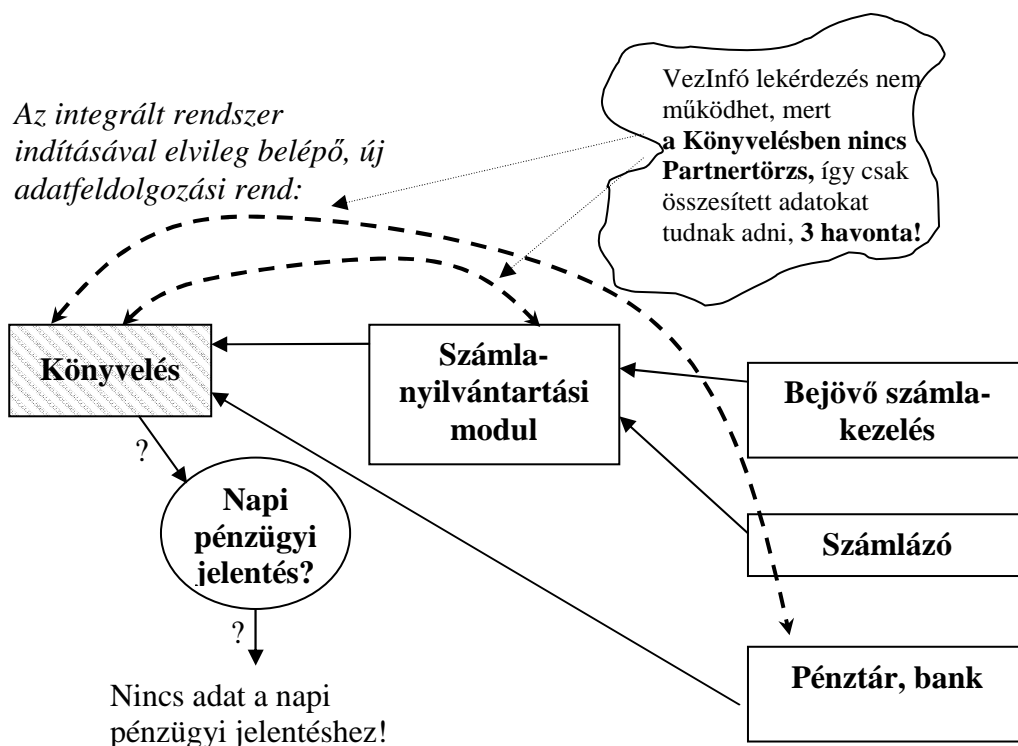 VezInfó lekérdezés nem
működhet, mert
a Könyvelésben nincs
Partnertörzs, így csak
összesített adatokat
tudnak adni, 3 havonta!
Az integrált rendszer
indításával elvileg belépő, új
adatfeldolgozási rend:
Könyvelés
Számla-
nyilvántartási
modul
Bejövő számla-
kezelés
?
Napi
pénzügyi
jelentés?
Számlázó
?
Pénztár, bank
Nincs adat a napi
pénzügyi jelentéshez!